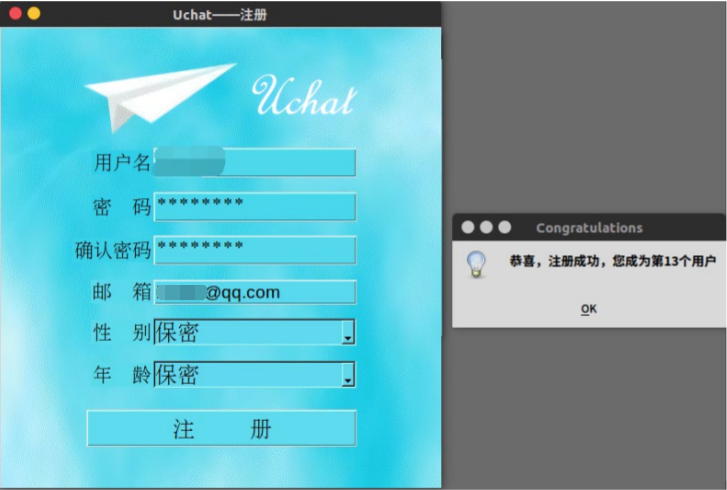 Uchat——注册
Uchat
用户名
密 码 ********
确认密码 ********
邮 箱 @qq.com
性 别 保密
年 龄 保密
注 册
Congratulations
恭喜，注册成功，您成为第13个用户
OK